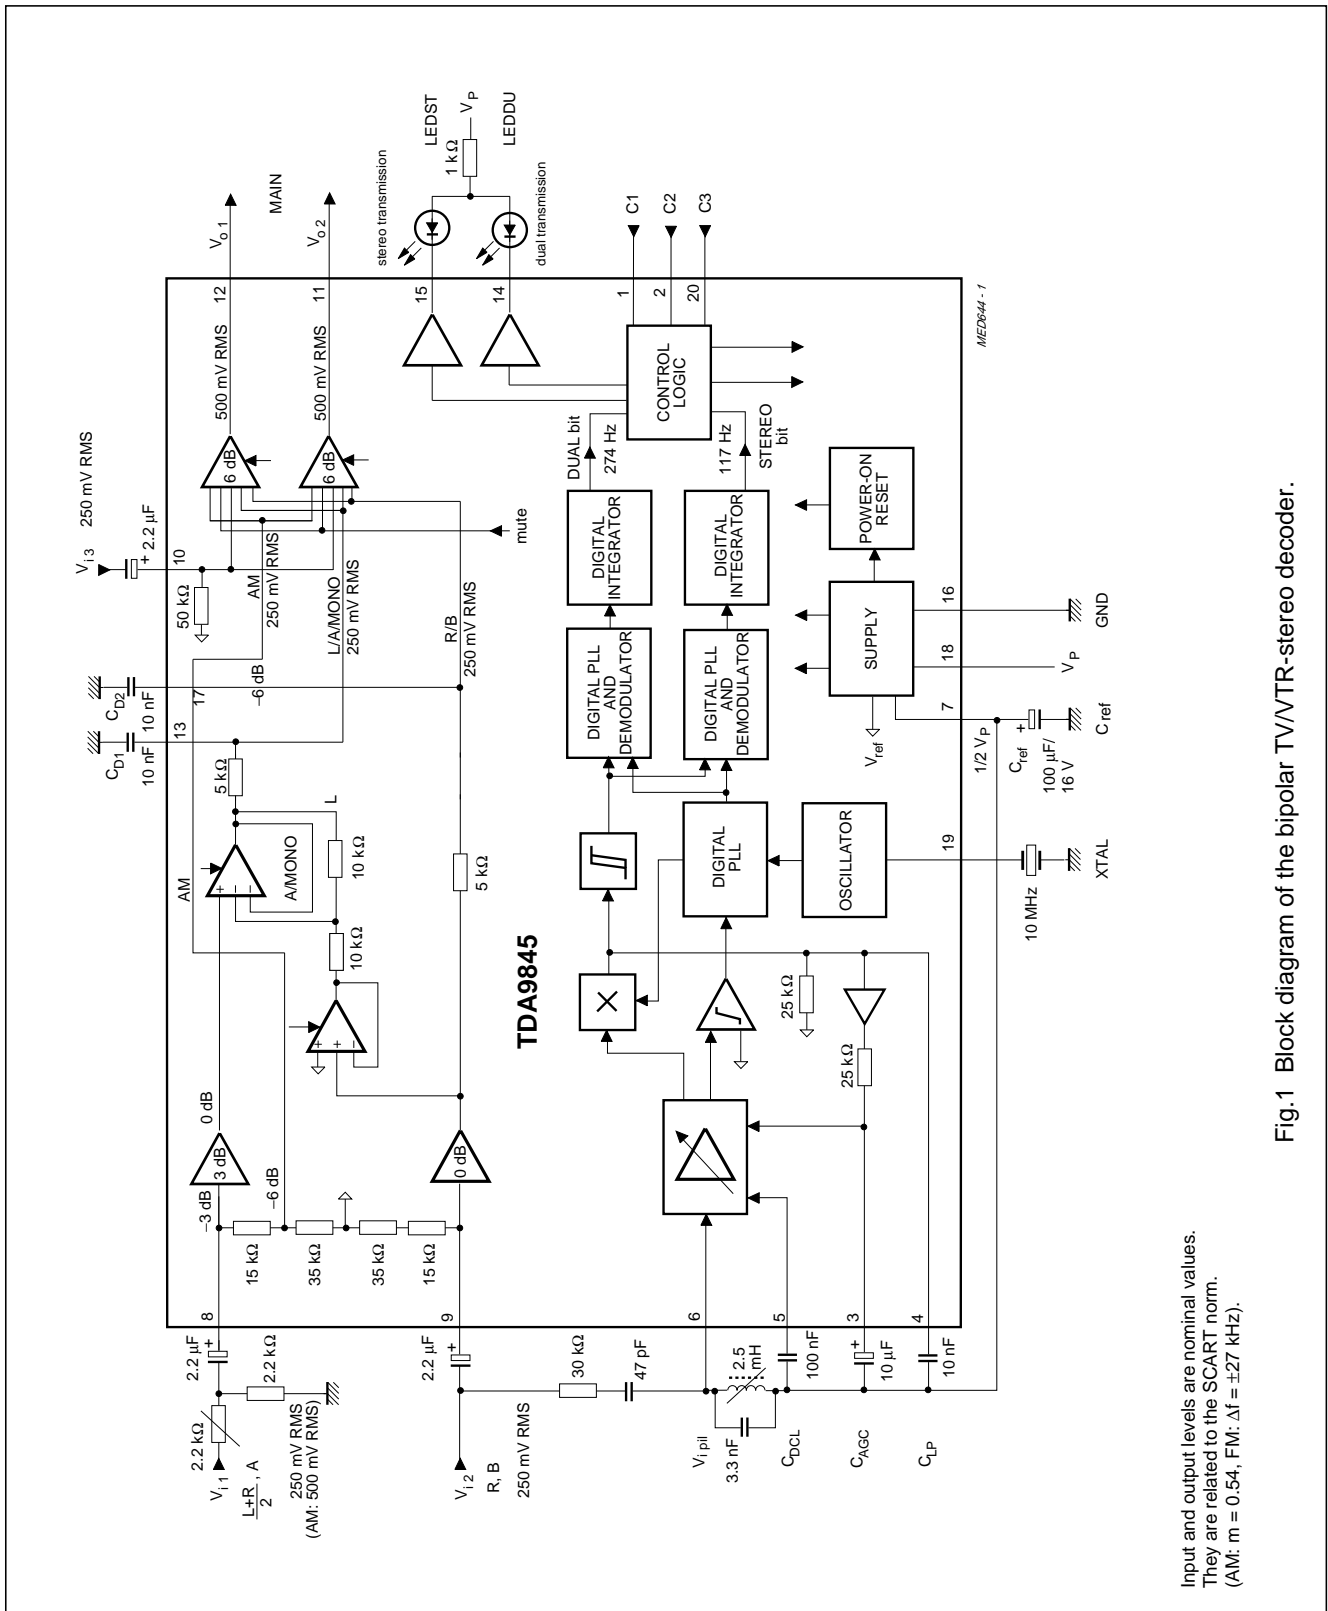 V i 3
250 mV RMS
+ 2.2 µF
10
50 kΩ
AM
250 mV RMS
L/A/MONO
250 mV RMS
R/B
250 mV RMS
mute
6 dB
6 dB
500 mV RMS
500 mV RMS
12
11
V o 1
V o 2
MAIN
C D1
10 nF
13
C D2
10 nF
17
–6 dB
5 kΩ
L
AM
+
–
–
A/MONO
10 kΩ
10 kΩ
+
+
–
5 kΩ
0 dB
3 dB
–3 dB
–6 dB
0 dB
15 kΩ
35 kΩ
35 kΩ
15 kΩ
8
9
2.2 µF
+
2.2 kΩ
2.2 kΩ
V i 1
L+R
2
, A
250 mV RMS
(AM: 500 mV RMS)
2.2 µF
+
V i 2
R, B
250 mV RMS
30 kΩ
47 pF
V i pil
3.3 nF
2.5
mH
6
C DCL
5
100 nF
C AGC
3
+
10 µF
C LP
4
10 nF
TDA9845
25 kΩ
25 kΩ
DIGITAL
PLL
OSCILLATOR
19
10 MHz
XTAL
DIGITAL PLL
AND
DEMODULATOR
DIGITAL PLL
AND
DEMODULATOR
DIGITAL
INTEGRATOR
DIGITAL
INTEGRATOR
DUAL bit
274 Hz
117 Hz
STEREO
bit
CONTROL
LOGIC
1
2
20
C1
C2
C3
15
14
stereo transmission
dual transmission
LEDST
LEDDU
1 kΩ
V P
SUPPLY
POWER-ON
RESET
V ref
7
18
16
1/2 V P
C ref
+
100 µF/
16 V
C ref
V P
GND
MED644 - 1
Input and output levels are nominal values.
They are related to the SCART norm.
(AM: m = 0.54, FM: Δf = ±27 kHz).
Fig.1 Block diagram of the bipolar TV/VTR-stereo decoder.